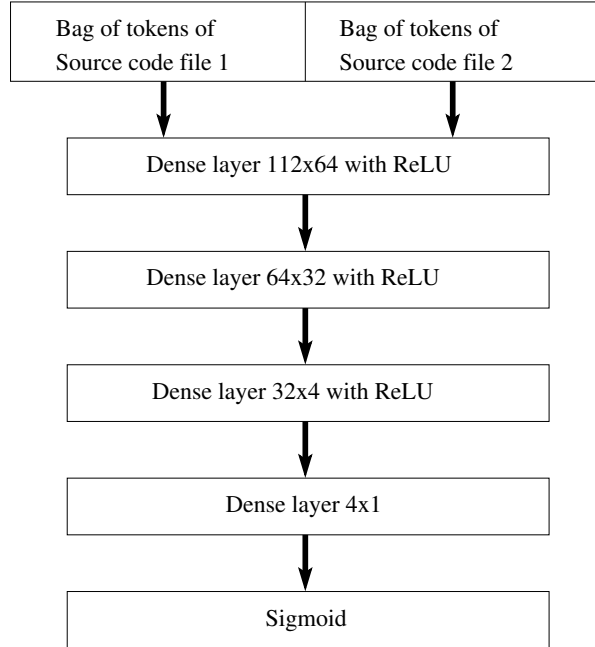 Bag of tokens of
Source code file 1
Bag of tokens of
Source code file 2
Dense layer 112x64 with ReLU
Dense layer 64x32 with ReLU
Dense layer 32x4 with ReLU
Dense layer 4x1
Sigmoid